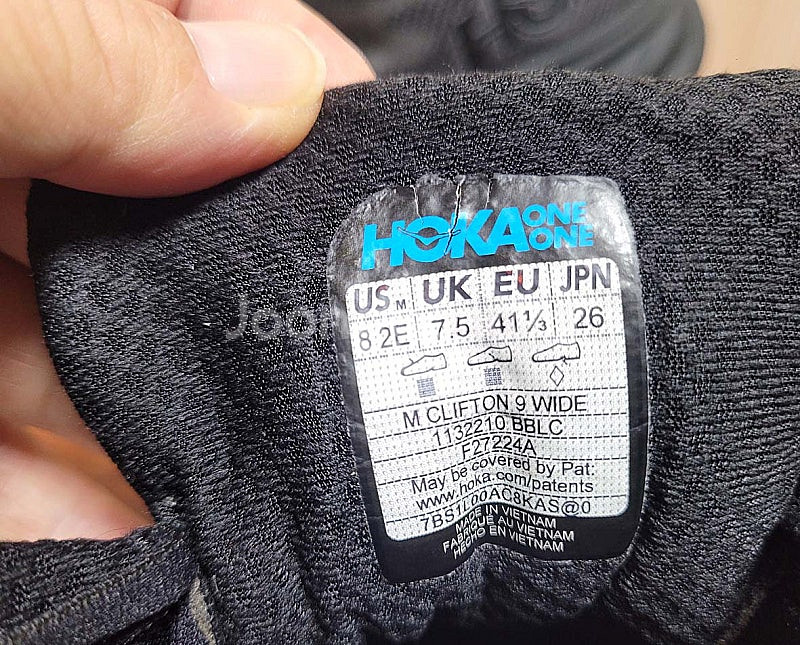 HOKA ONE ONE
US M UK EU JPN
8 2E 7.5 41⅓ 26
M CLIFTON 9 WIDE
1132210 BBLC
F27224A
May be covered by Pat:
www.hoka.com/patents
7BS1L00AC8KAS@0
MADE IN VIETNAM
FABRIQUÉ AU VIETNAM
HECHO EN VIETNAM